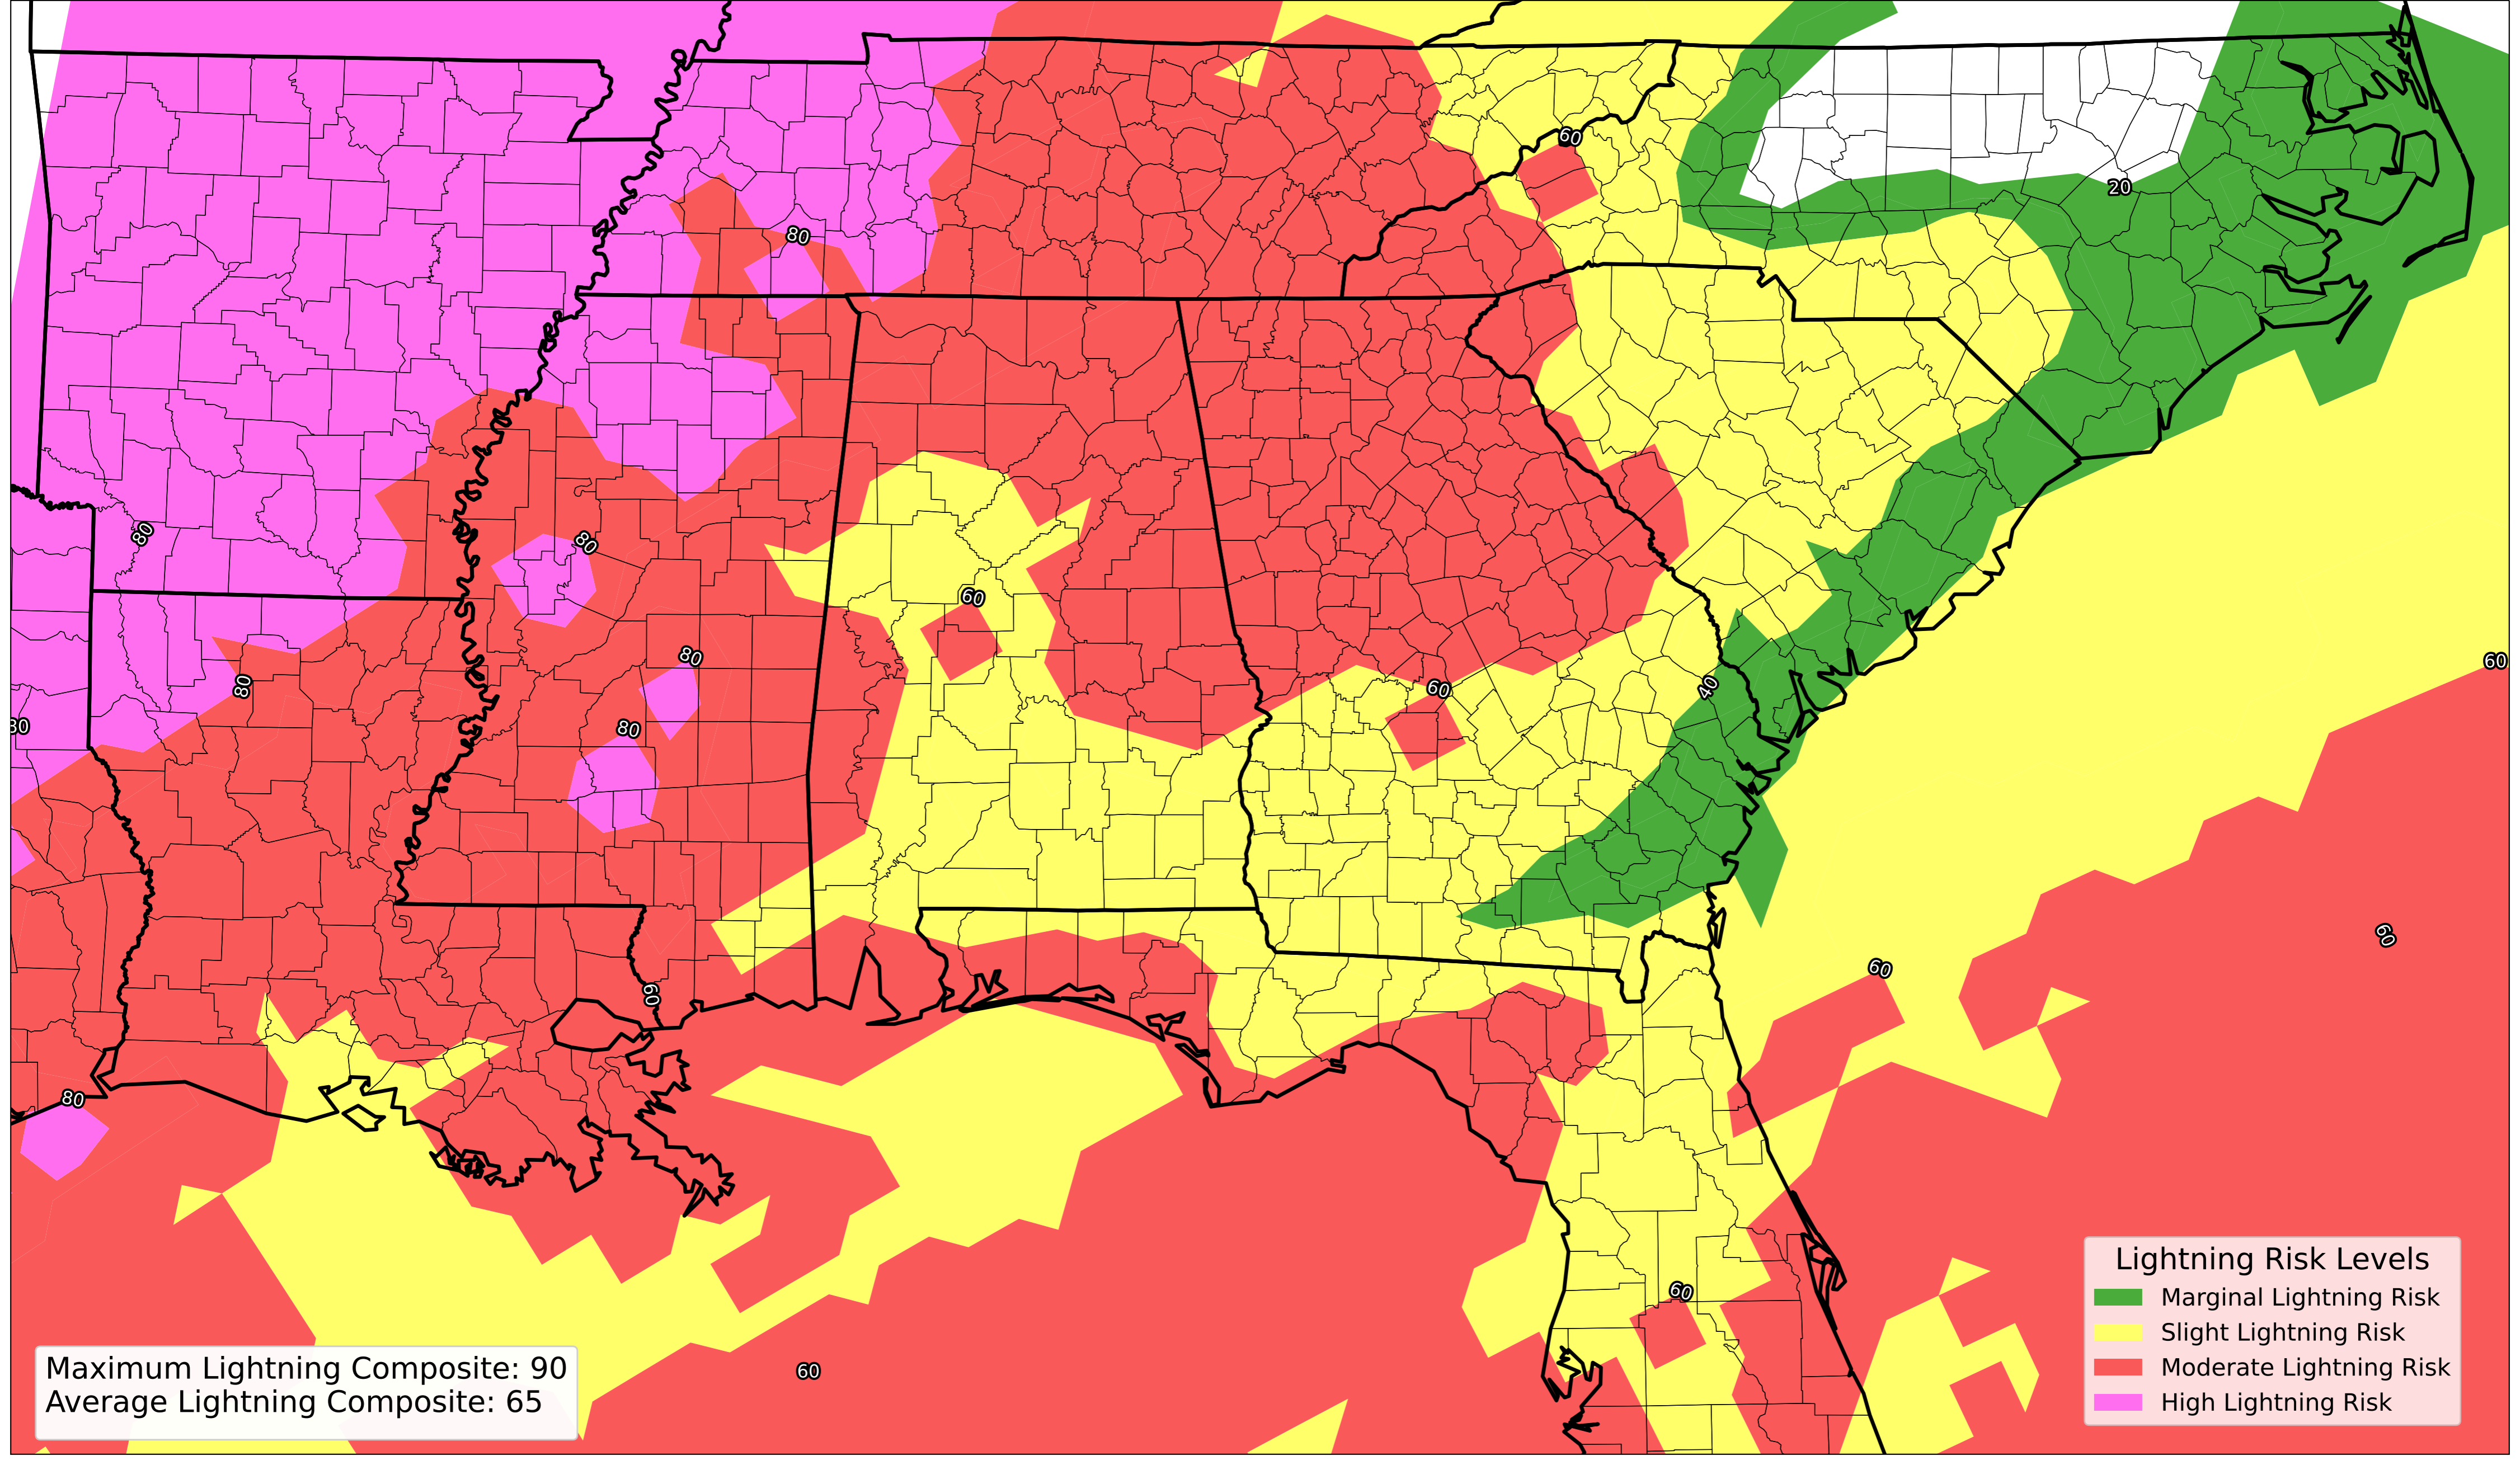 60
20
80
80
80
60
80
60
80
60
40
80
80
60
60
60
80
60
60
Lightning Risk Levels
Marginal Lightning Risk
Slight Lightning Risk
Moderate Lightning Risk
High Lightning Risk
Maximum Lightning Composite: 90
Average Lightning Composite: 65